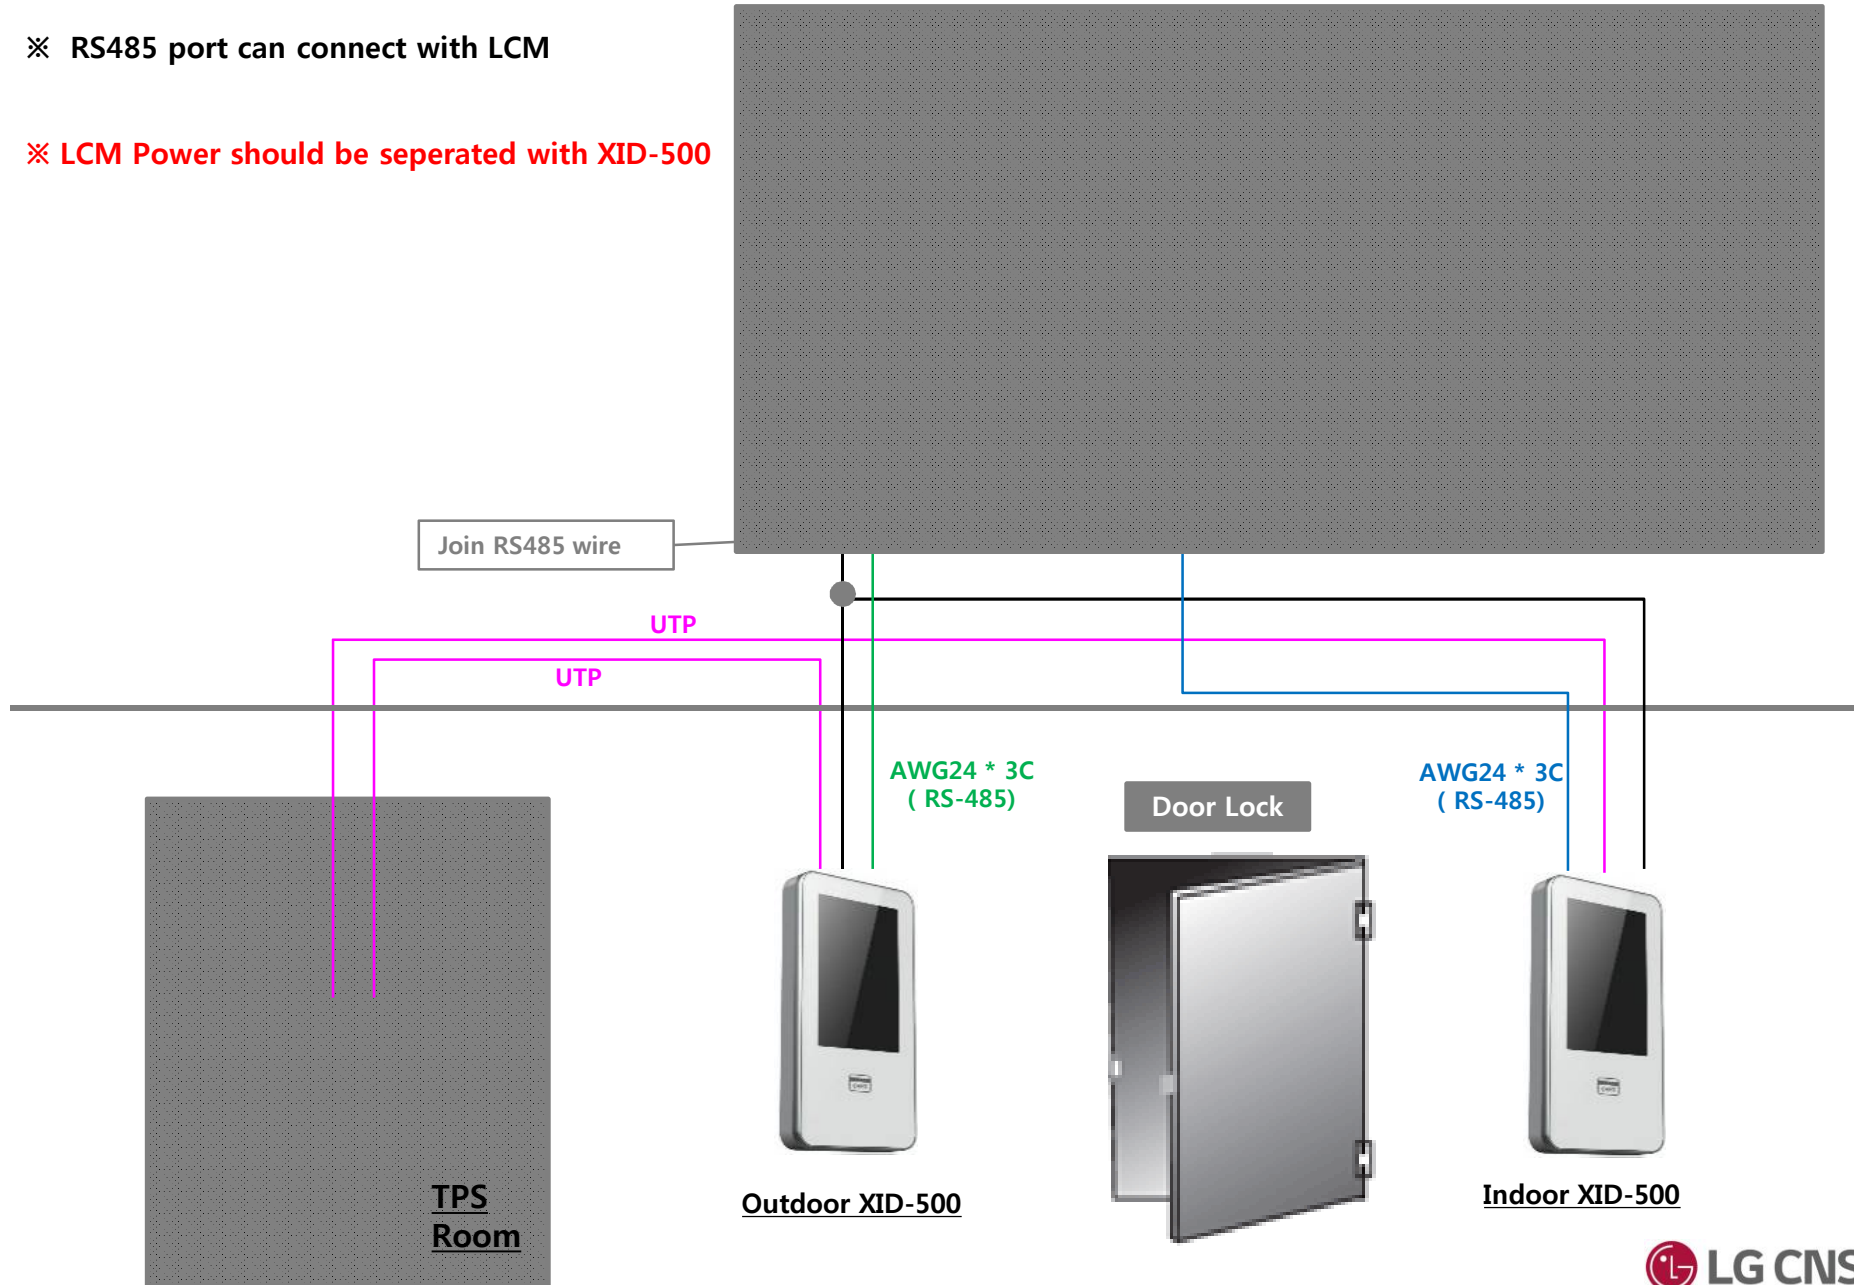 ※ RS485 port can connect with LCM
※ LCM Power should be seperated with XID-500
Join RS485 wire
UTP
UTP
AWG24 * 3C
( RS-485)
AWG24 * 3C
( RS-485)
Door Lock
TPS
Room
Outdoor XID-500
Indoor XID-500
LG CNS